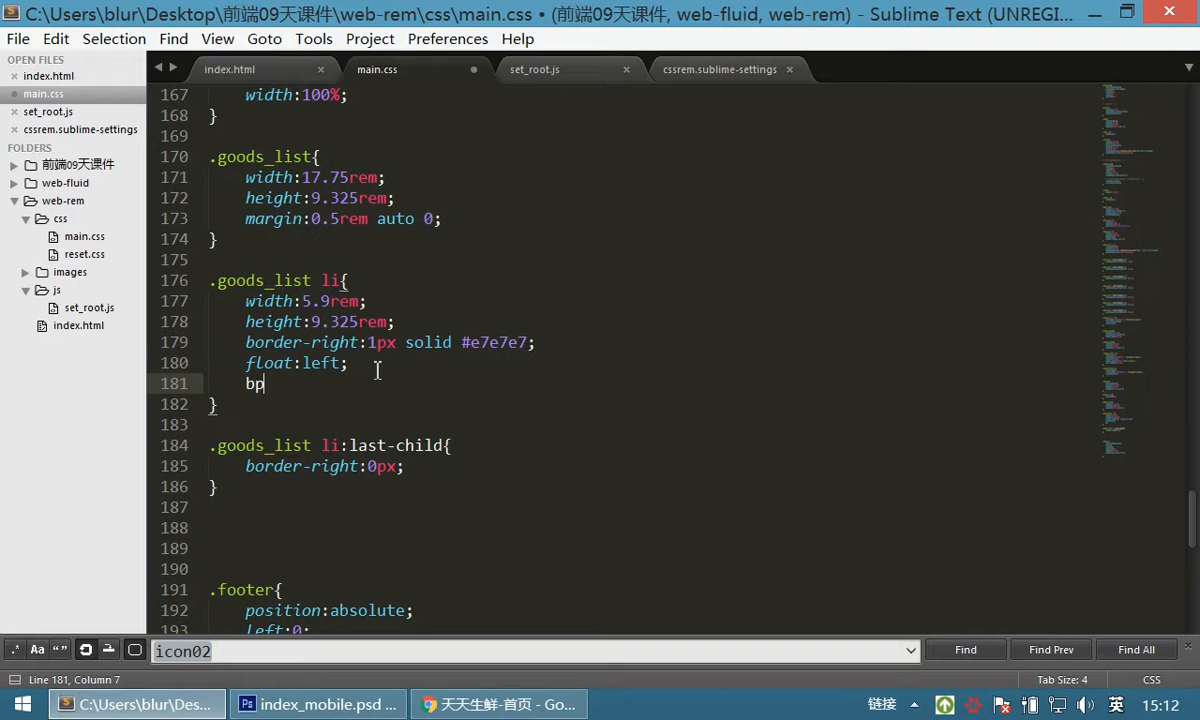 C:\Users\blur\Desktop\前端09天课件\web-rem\css\main.css • (前端09天课件, web-fluid, web-rem) - Sublime Text (UNREGI...
File Edit Selection Find View Goto Tools Project Preferences Help
OPEN FILES
index.html
main.css
set_root.js
cssrem.sublime-settings
FOLDERS
前端09天课件
web-fluid
web-rem
css
main.css
reset.css
images
js
set_root.js
index.html
index.html × main.css set_root.js × cssrem.sublime-settings ×
167 width:100%;
168 }
169
170 .goods_list{
171 width:17.75rem;
172 height:9.325rem;
173 margin:0.5rem auto 0;
174 }
175
176 .goods_list li{
177 width:5.9rem;
178 height:9.325rem;
179 border-right:1px solid #e7e7e7;
180 float:left;
181 bp
182 }
183
184 .goods_list li:last-child{
185 border-right:0px;
186 }
187
188
189
190
191 .footer{
192 position:absolute;
193 left:0;
.* Aa “” icon02 Find Find Prev Find All
Line 181, Column 7 Tab Size: 4 CSS
C:\Users\blur\Des... Ps index_mobile.psd ... 天天生鲜-首页 - Go... 链接 英 15:12